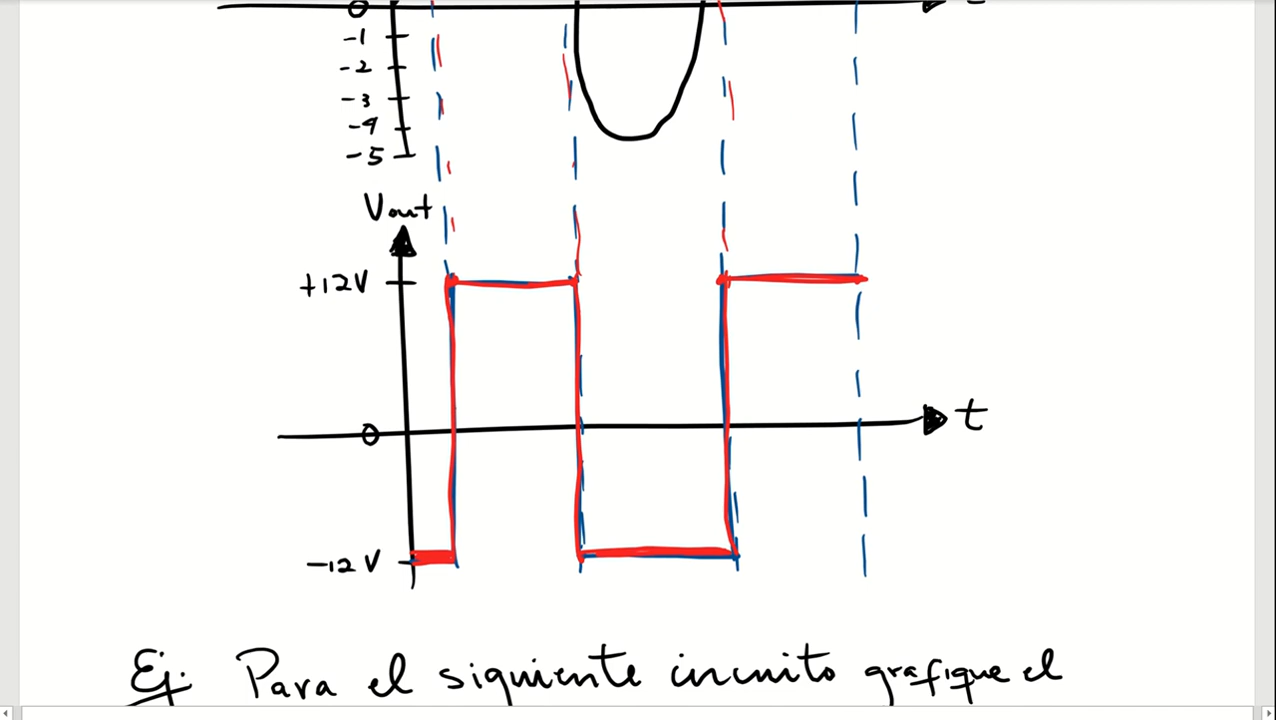 0
-1
-2
-3
-4
-5
Vout
+12V
0
t
-12V
Ej: Para el siguiente circuito grafique el